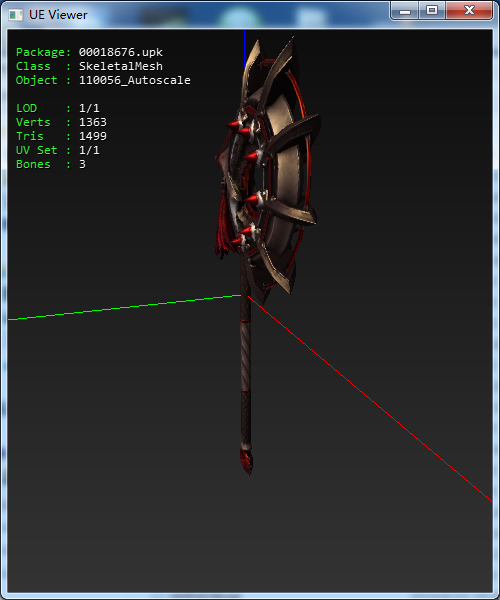 UE Viewer
Package: 00018676.upk
Class : SkeletalMesh
Object : 110056_Autoscale
LOD : 1/1
Verts : 1363
Tris : 1499
UV Set : 1/1
Bones : 3